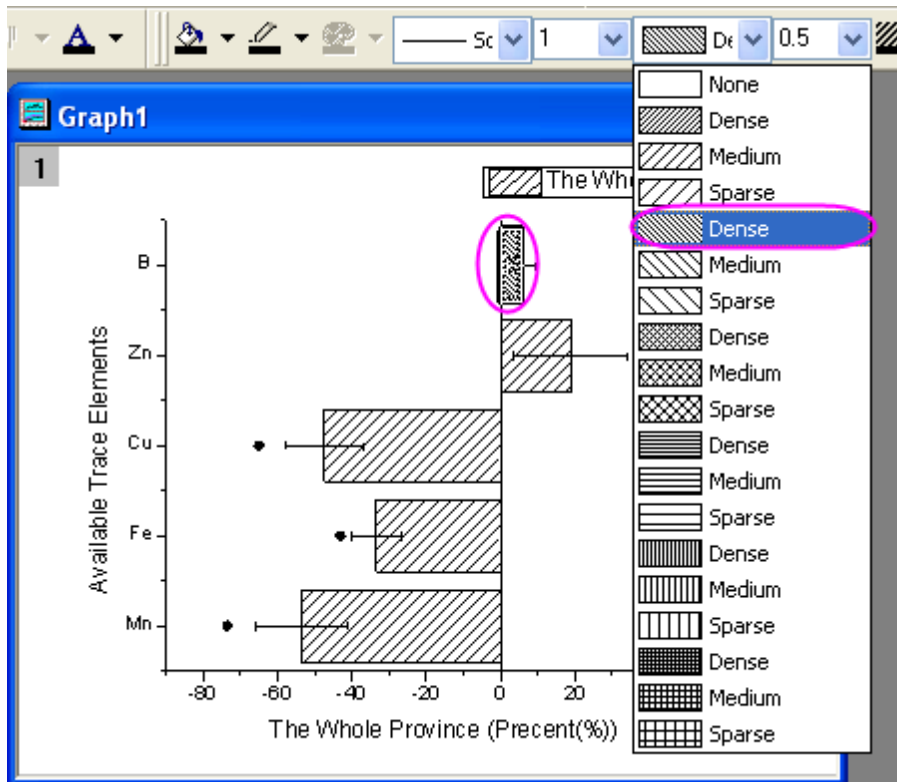 A
Sc
1
De
0.5
Graph1
1
The Wh
B
Zn
Cu
Fe
Mn
Available Trace Elements
-80 -60 -40 -20 0 20
The Whole Province (Precent(%))
None
Dense
Medium
Sparse
Dense
Medium
Sparse
Dense
Medium
Sparse
Dense
Medium
Sparse
Dense
Medium
Sparse
Dense
Medium
Sparse